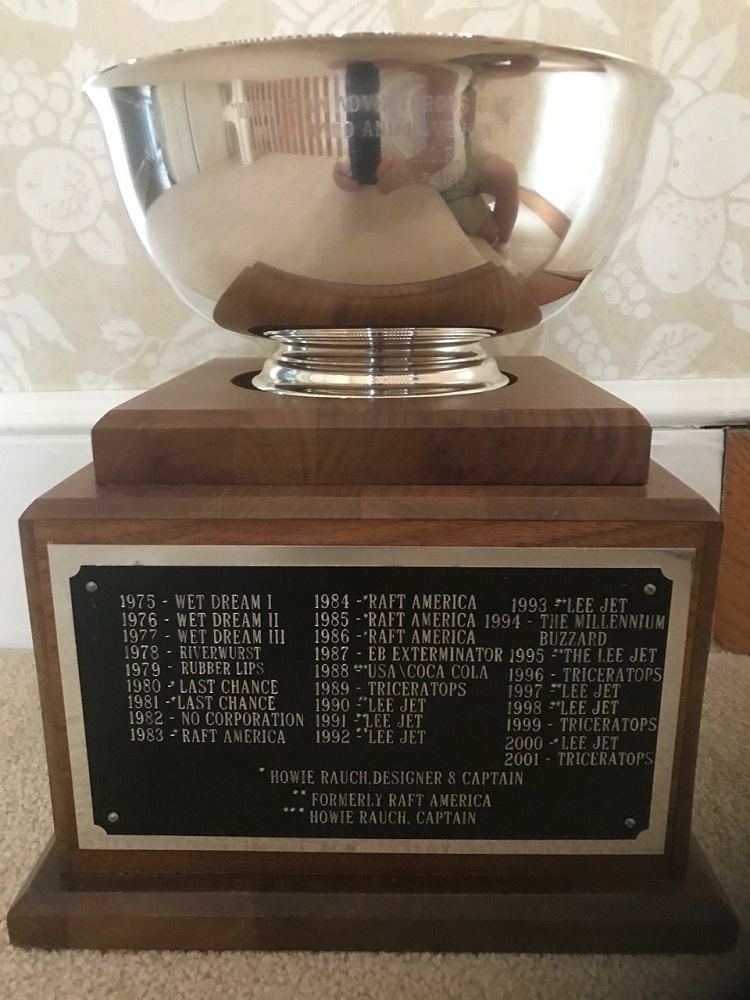 1975 - WET DREAM I
1976 - WET DREAM II
1977 - WET DREAM III
1978 - RIVERWURST
1979 - RUBBER LIPS
1980 -* LAST CHANCE
1981 -*LAST CHANCE
1982 - NO CORPORATION
1983 -* RAFT AMERICA
1984 -*RAFT AMERICA
1985 -*RAFT AMERICA
1986 -*RAFT AMERICA
1987 - EB EXTERMINATOR
1988 ***USA\COCA COLA
1989 - TRICERATOPS
1990 -** LEE JET
1991 -**LEE JET
1992 -**LEE JET
1993 -**LEE JET
1994 - THE MILLENNIUM
BUZZARD
1995 -**THE LEE JET
1996 - TRICERATOPS
1997 -**LEE JET
1998 -**LEE JET
1999 - TRICERATOPS
2000 -*LEE JET
2001 - TRICERATOPS
* HOWIE RAUCH,DESIGNER & CAPTAIN
** FORMERLY RAFT AMERICA
*** HOWIE RAUCH, CAPTAIN